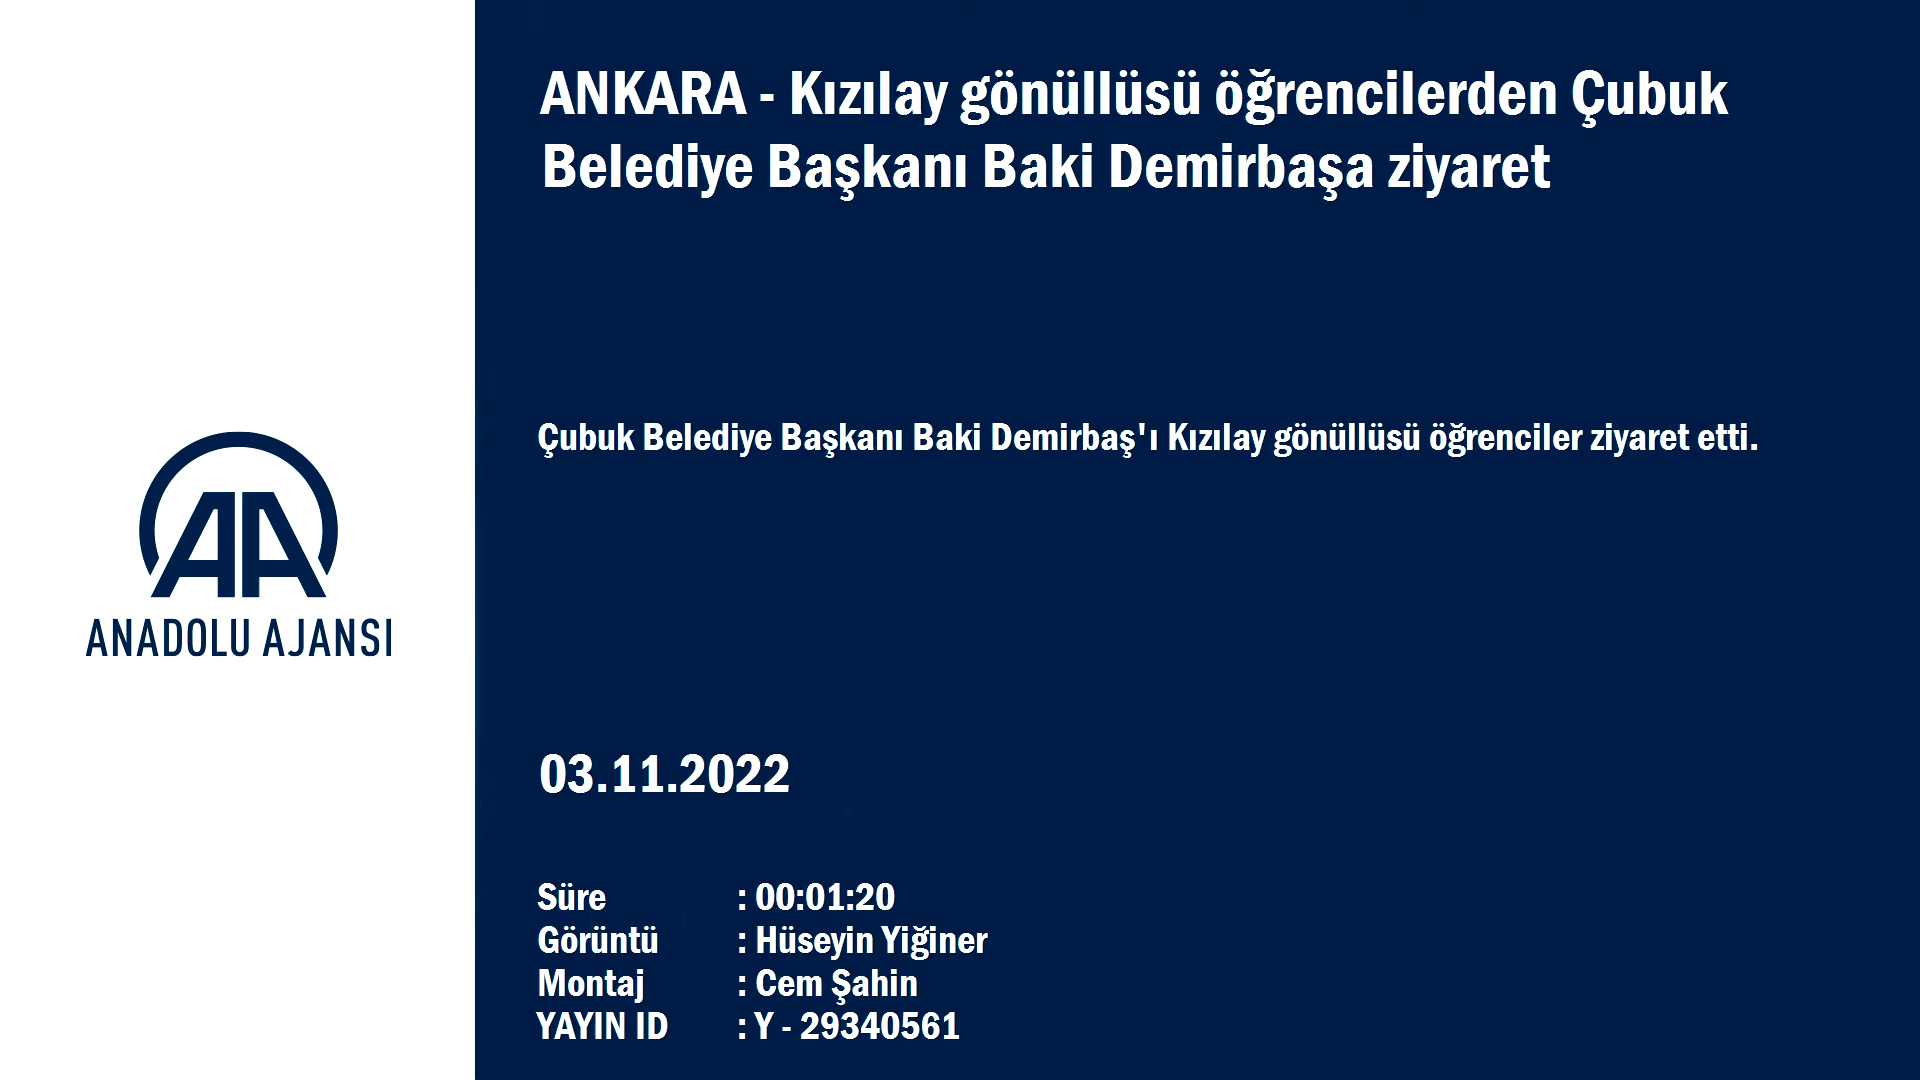 ANKARA - Kızılay gönüllüsü öğrencilerden Çubuk
Belediye Başkanı Baki Demirbaşa ziyaret
Çubuk Belediye Başkanı Baki Demirbaş'ı Kızılay gönüllüsü öğrenciler ziyaret etti.
AA
ANADOLU AJANSI
03.11.2022
Süre : 00:01:20
Görüntü : Hüseyin Yiğiner
Montaj : Cem Şahin
YAYIN ID : Y - 29340561